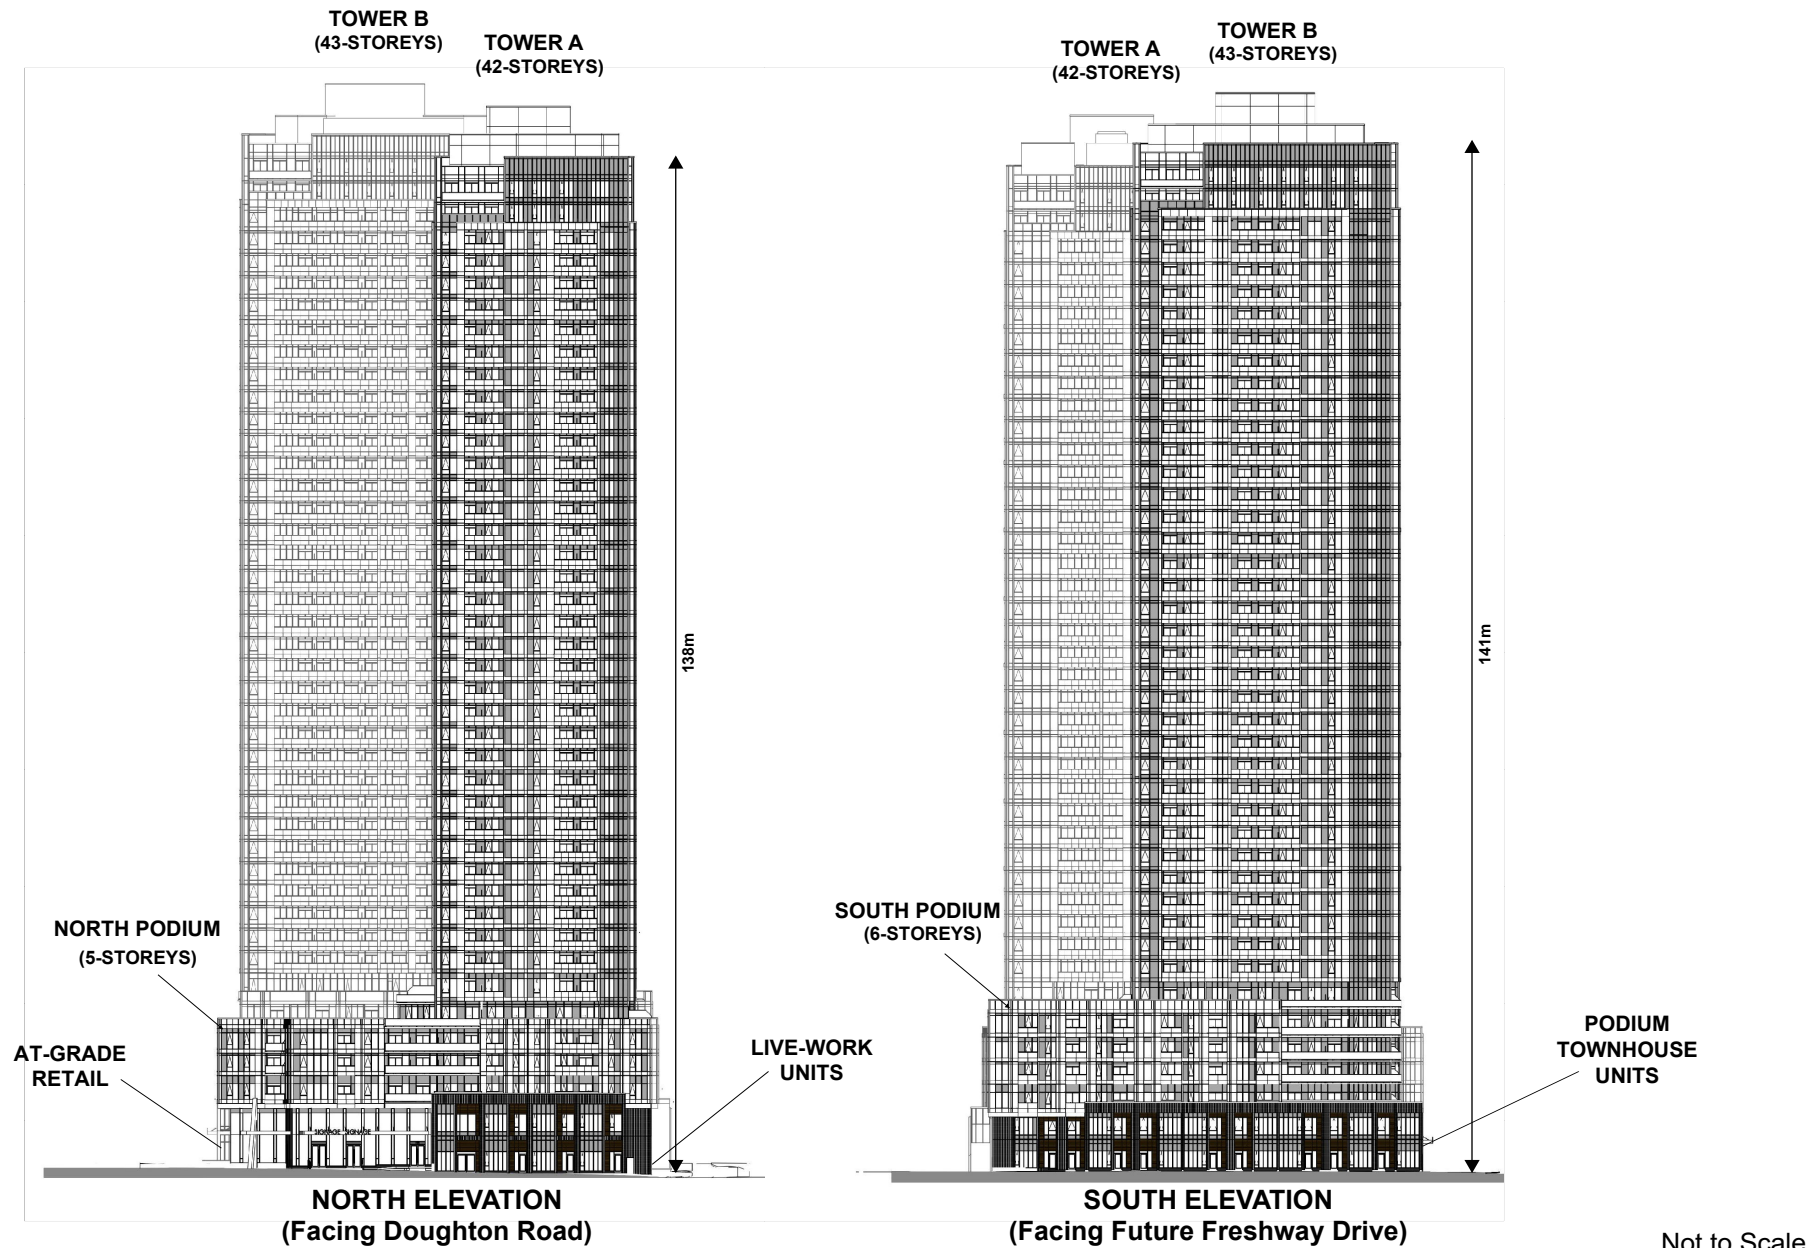 TOWER B
(43-STOREYS)
TOWER A
(42-STOREYS)
TOWER A
(42-STOREYS)
TOWER B
(43-STOREYS)
138m
141m
NORTH PODIUM
(5-STOREYS)
SOUTH PODIUM
(6-STOREYS)
AT-GRADE
RETAIL
LIVE-WORK
UNITS
PODIUM
TOWNHOUSE
UNITS
SIGNAGE SIGNAGE
NORTH ELEVATION
(Facing Doughton Road)
SOUTH ELEVATION
(Facing Future Freshway Drive)
Not to Scale